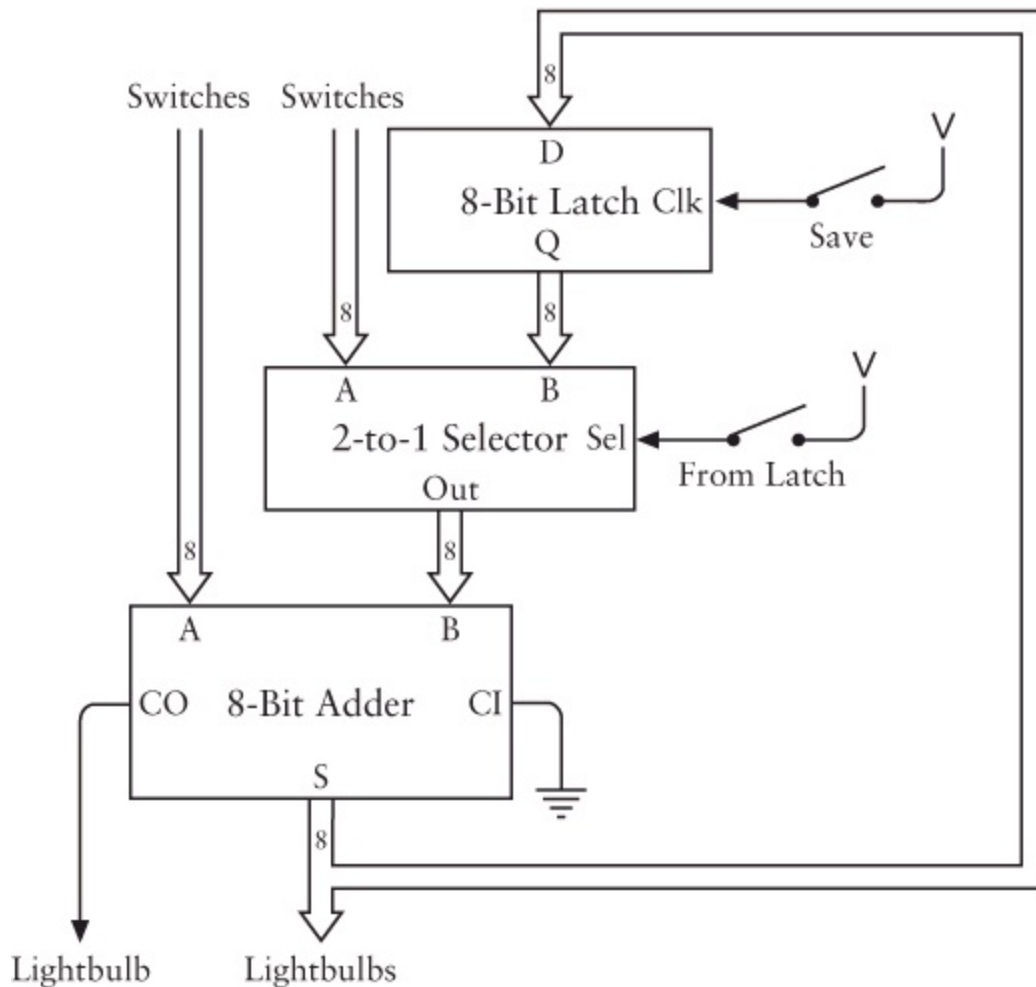 8
Switches Switches
D
V
8-Bit Latch Clk
Save
Q
8
8
V
A B
2-to-1 Selector Sel
From Latch
Out
8
8
A B
CO 8-Bit Adder CI
S
8
Lightbulb Lightbulbs